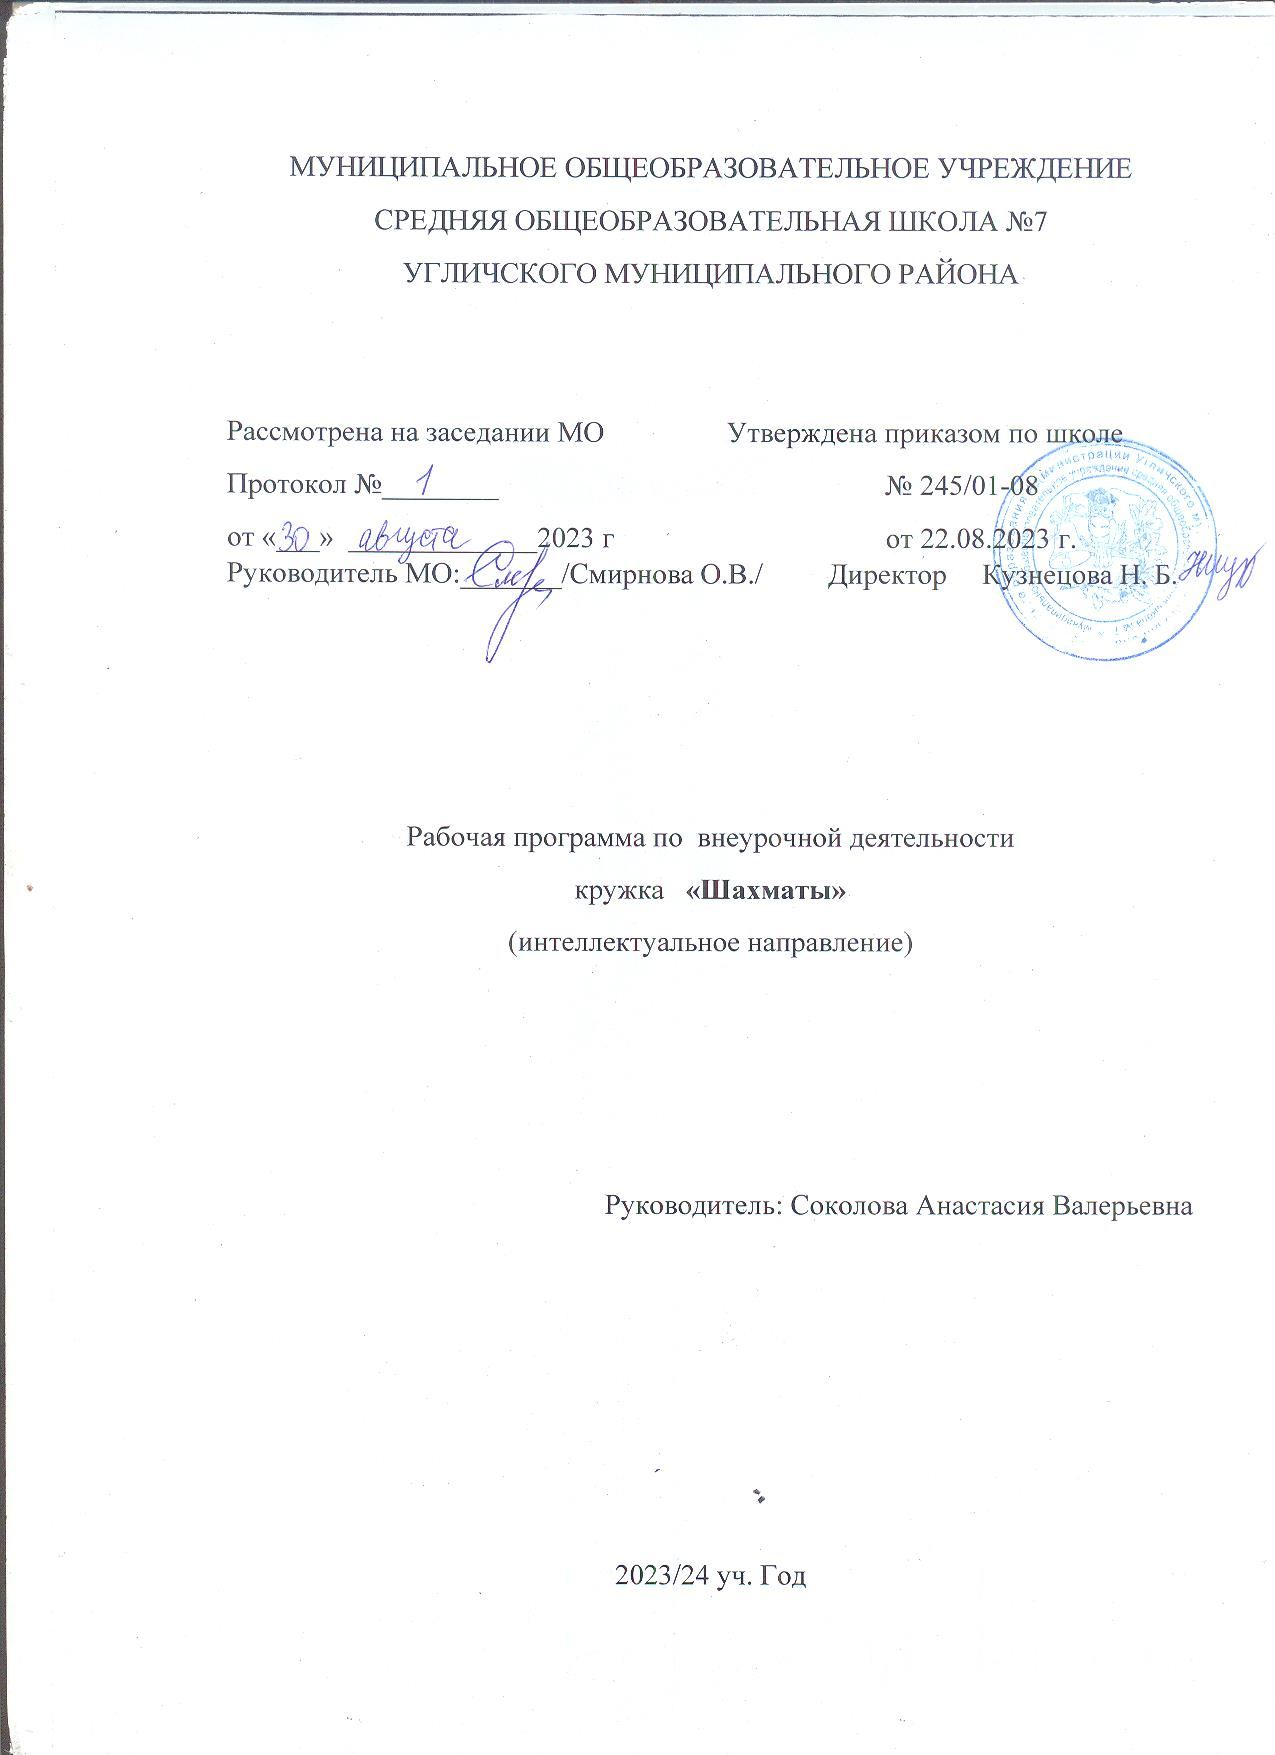 МУНИЦИПАЛЬНОЕ ОБЩЕОБРАЗОВАТЕЛЬНОЕ УЧРЕЖДЕНИЕ
СРЕДНЯЯ ОБЩЕОБРАЗОВАТЕЛЬНАЯ ШКОЛА №7
УГЛИЧСКОГО МУНИЦИПАЛЬНОГО РАЙОНА
Рассмотрена на заседании МО Утверждена приказом по школе
Протокол № 1 № 245/01-08
от «30» августа 2023 г от 22.08.2023 г.
Руководитель МО: /Смирнова О.В./ Директор Кузнецова Н. Б.
Рабочая программа по внеурочной деятельности
кружка «Шахматы»
(интеллектуальное направление)
Руководитель: Соколова Анастасия Валерьевна
2023/24 уч. Год